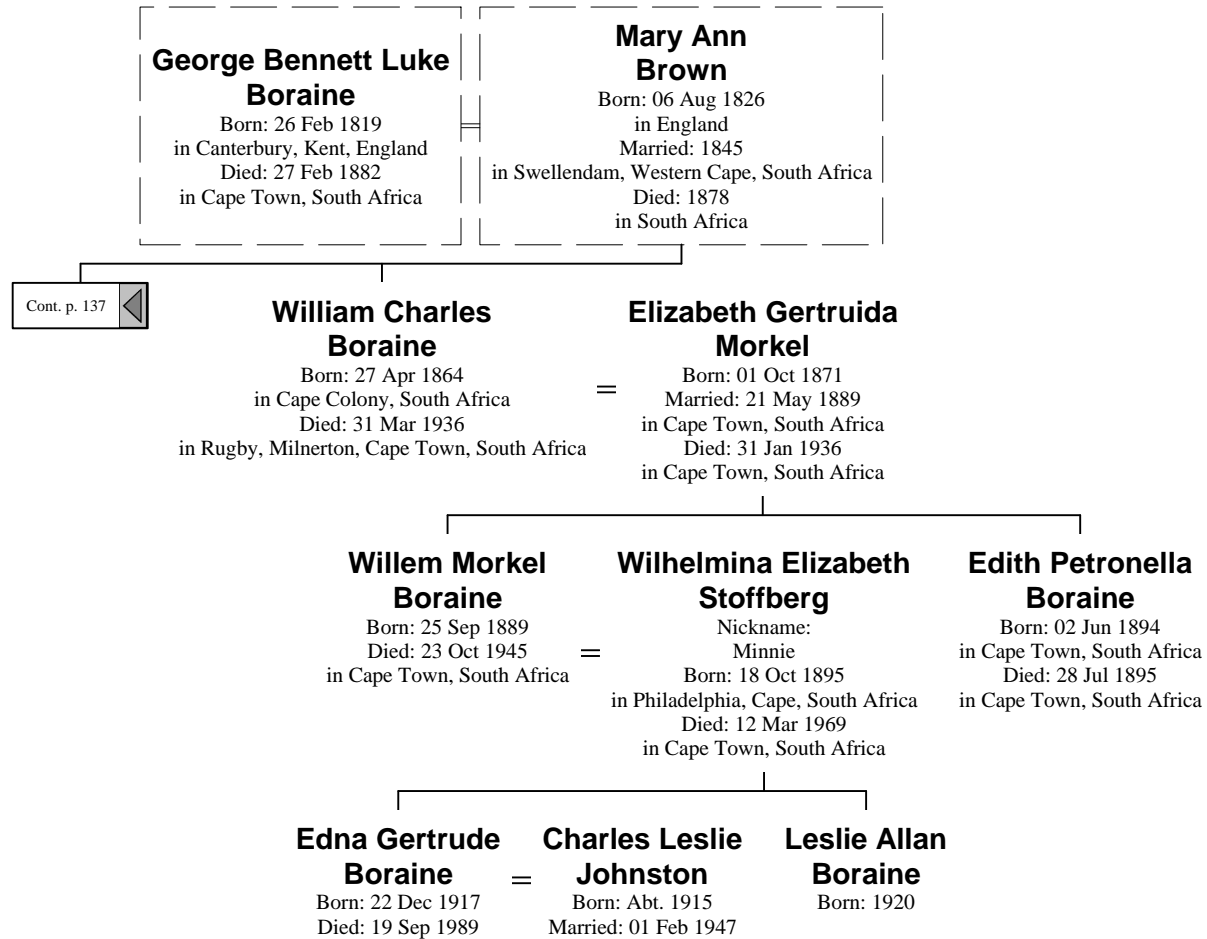 George Bennett Luke
Boraine
Born: 26 Feb 1819
in Canterbury, Kent, England
Died: 27 Feb 1882
in Cape Town, South Africa
=
Mary Ann
Brown
Born: 06 Aug 1826
in England
Married: 1845
in Swellendam, Western Cape, South Africa
Died: 1878
in South Africa
Cont. p. 137
William Charles
Boraine
Born: 27 Apr 1864
in Cape Colony, South Africa
Died: 31 Mar 1936
in Rugby, Milnerton, Cape Town, South Africa
=
Elizabeth Gertruida
Morkel
Born: 01 Oct 1871
Married: 21 May 1889
in Cape Town, South Africa
Died: 31 Jan 1936
in Cape Town, South Africa
Willem Morkel
Boraine
Born: 25 Sep 1889
Died: 23 Oct 1945
in Cape Town, South Africa
=
Wilhelmina Elizabeth
Stoffberg
Nickname:
Minnie
Born: 18 Oct 1895
in Philadelphia, Cape, South Africa
Died: 12 Mar 1969
in Cape Town, South Africa
Edith Petronella
Boraine
Born: 02 Jun 1894
in Cape Town, South Africa
Died: 28 Jul 1895
in Cape Town, South Africa
Edna Gertrude
Boraine
Born: 22 Dec 1917
Died: 19 Sep 1989
=
Charles Leslie
Johnston
Born: Abt. 1915
Married: 01 Feb 1947
Leslie Allan
Boraine
Born: 1920